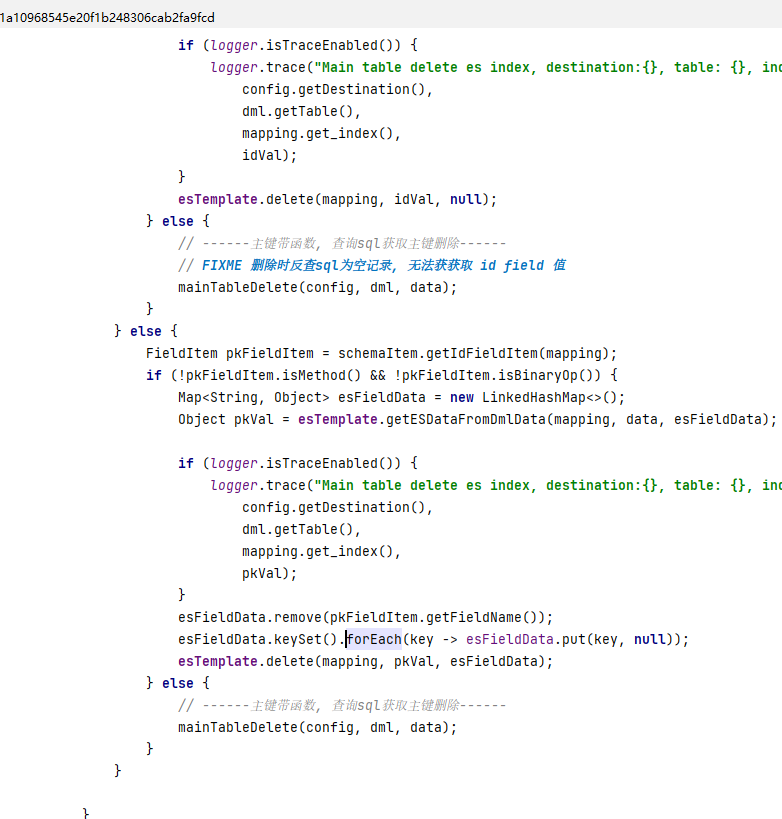 1a10968545e20f1b248306cab2fa9fcd
if (logger.isTraceEnabled()) {
logger.trace("Main table delete es index, destination:{}, table: {}, ind
config.getDestination(),
dml.getTable(),
mapping.get_index(),
idVal);
}
esTemplate.delete(mapping, idVal, null);
} else {
// ------主键带函数, 查询sql获取主键删除------
// FIXME 删除时反查sql为空记录, 无法获获取 id field 值
mainTableDelete(config, dml, data);
}
} else {
FieldItem pkFieldItem = schemaItem.getIdFieldItem(mapping);
if (!pkFieldItem.isMethod() && !pkFieldItem.isBinaryOp()) {
Map<String, Object> esFieldData = new LinkedHashMap<>();
Object pkVal = esTemplate.getESDataFromDmlData(mapping, data, esFieldData);
if (logger.isTraceEnabled()) {
logger.trace("Main table delete es index, destination:{}, table: {}, ind
config.getDestination(),
dml.getTable(),
mapping.get_index(),
pkVal);
}
esFieldData.remove(pkFieldItem.getFieldName());
esFieldData.keySet().forEach(key -> esFieldData.put(key, null));
esTemplate.delete(mapping, pkVal, esFieldData);
} else {
// ------主键带函数, 查询sql获取主键删除------
mainTableDelete(config, dml, data);
}
}
}